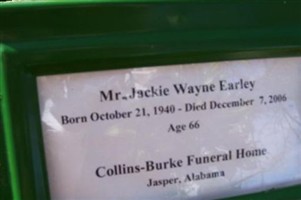 Mr. Jackie Wayne Earley
Born October 21, 1940 - Died December 7, 2006
Age 66
Collins-Burke Funeral Home
Jasper, Alabama